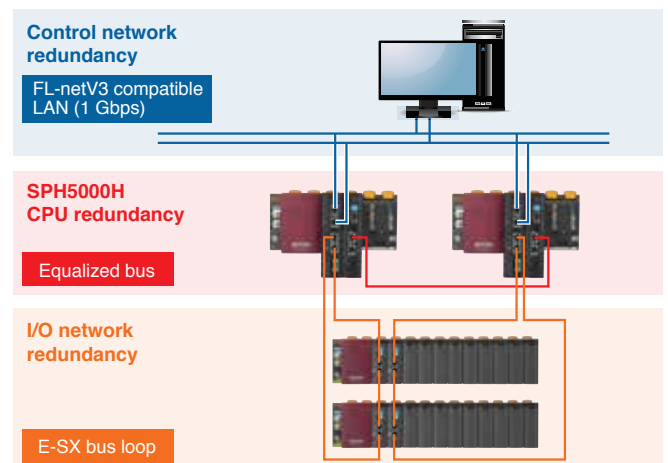 Control network
redundancy
FL-netV3 compatible
LAN (1 Gbps)
SPH5000H
CPU redundancy
Equalized bus
I/O network
redundancy
E-SX bus loop